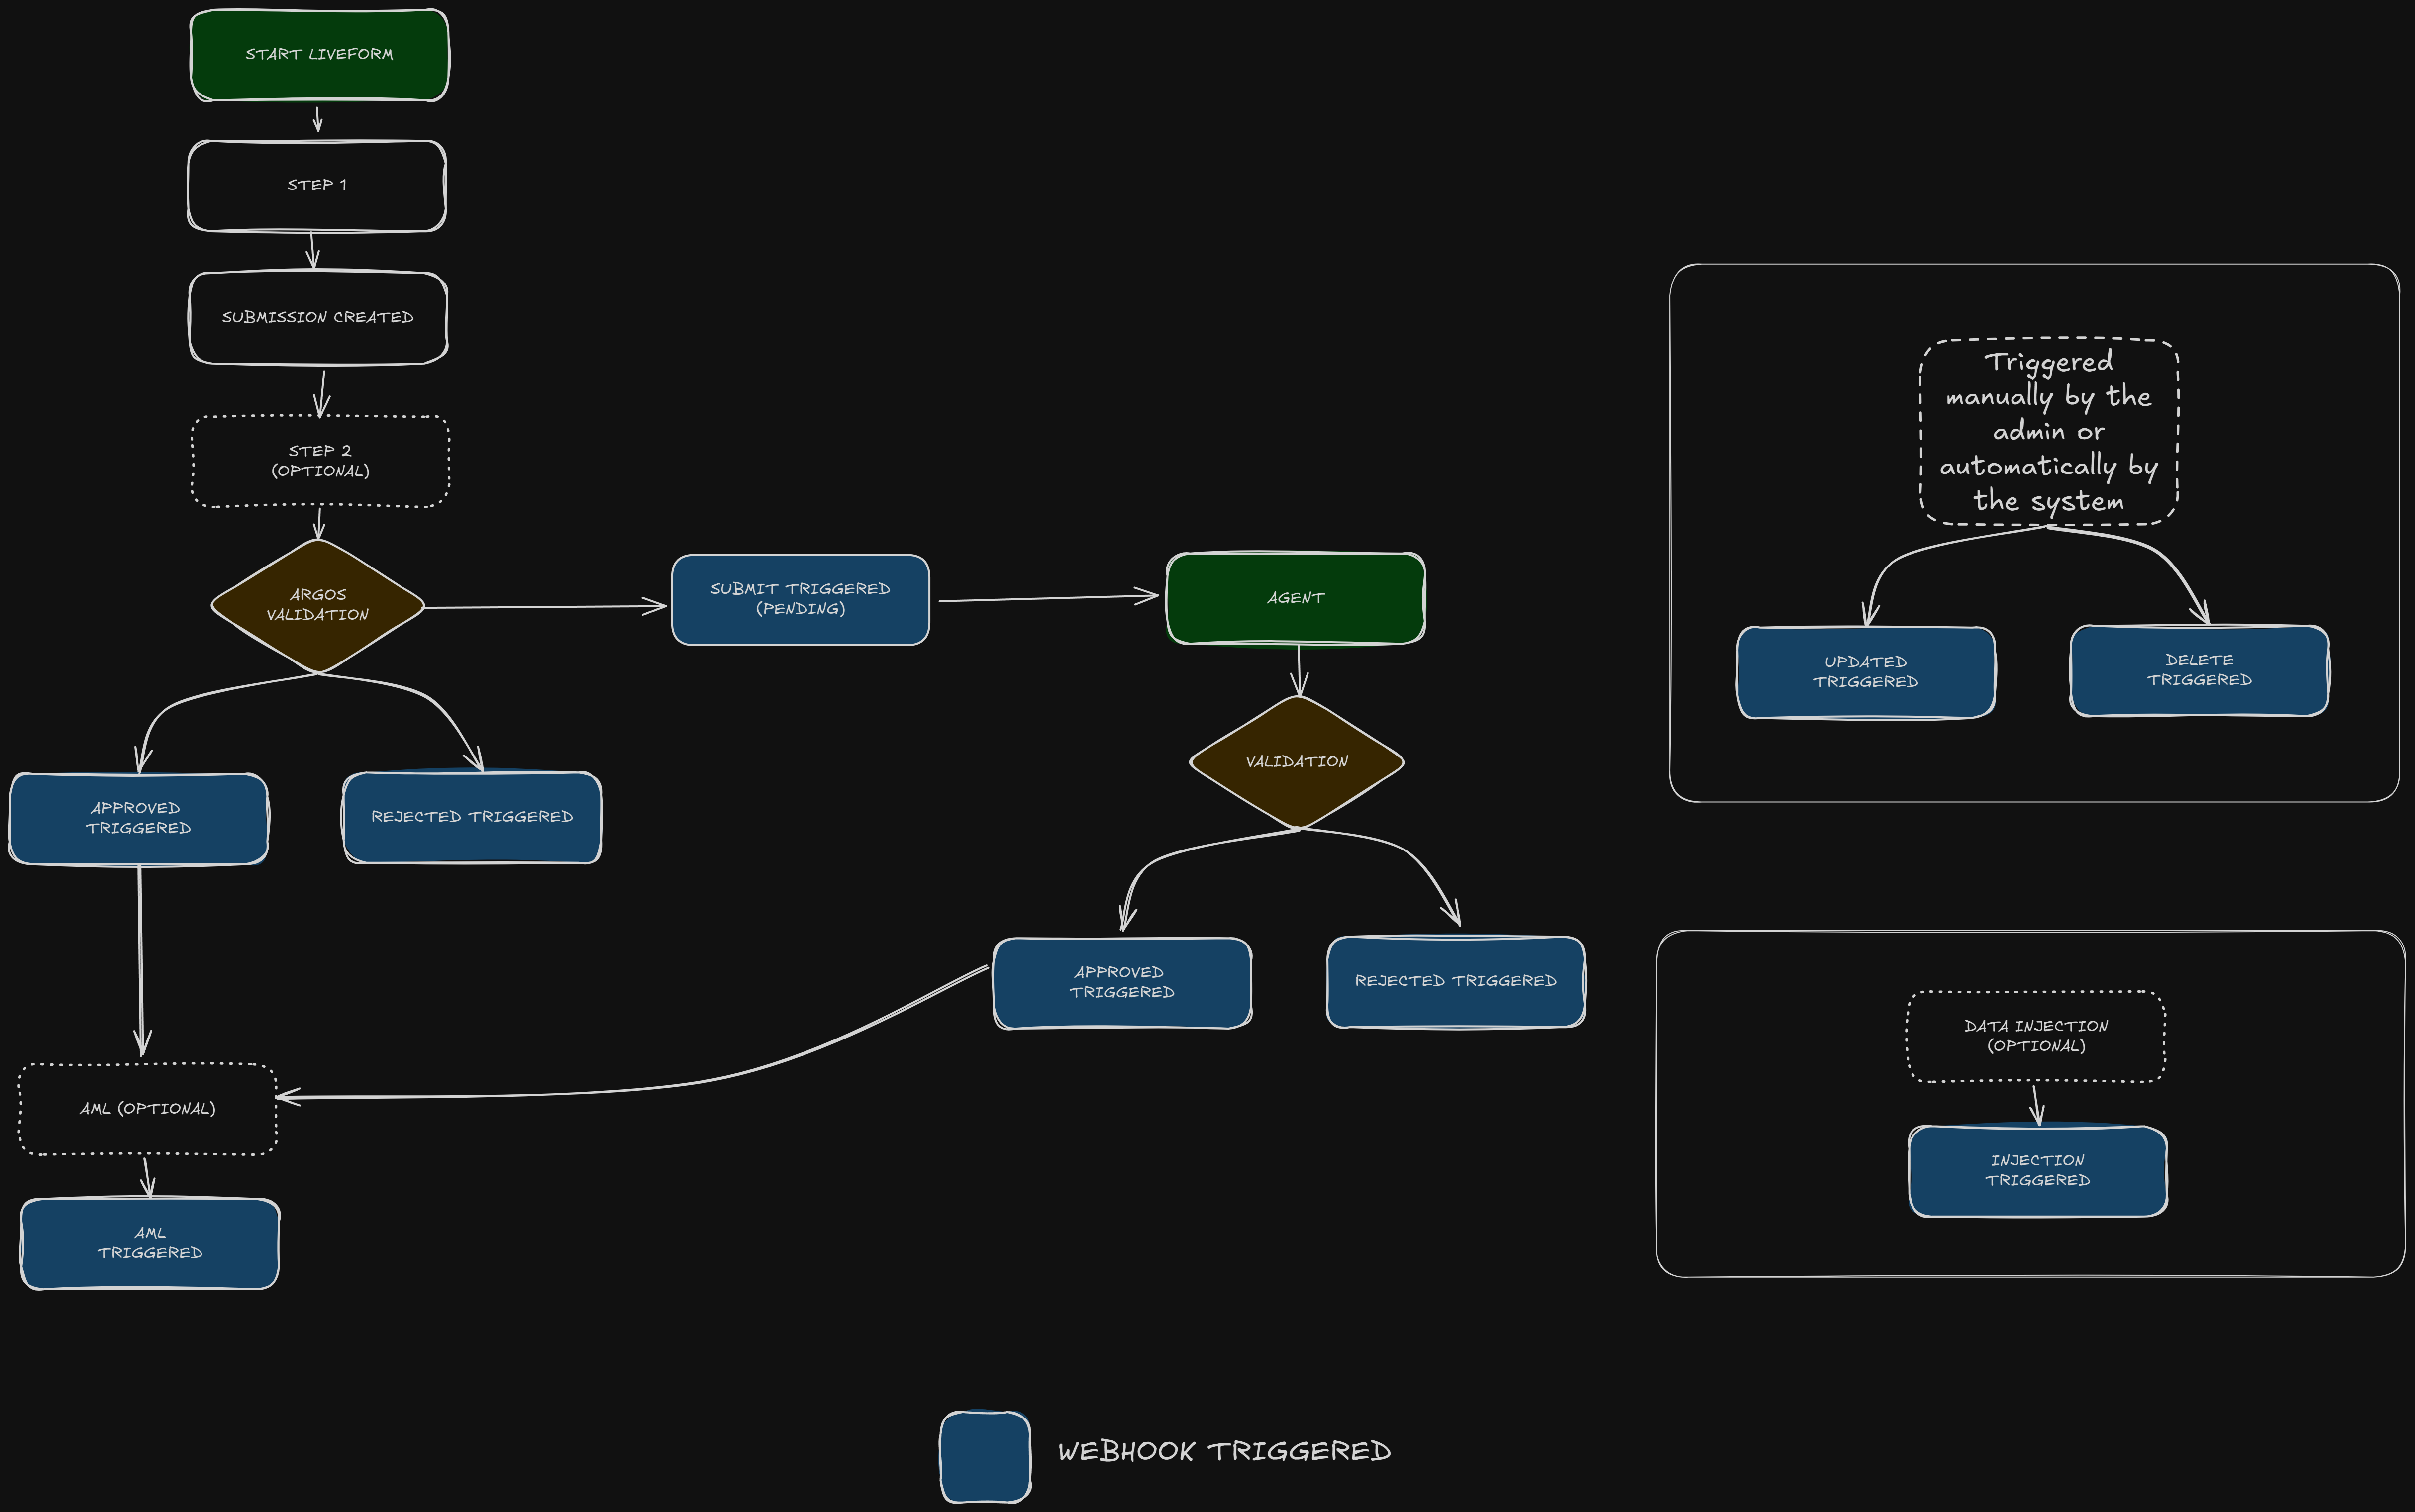 START LIVEFORM
STEP 1
SUBMISSION CREATED
STEP 2
(OPTIONAL)
ARGOS
VALIDATION
SUBMIT TRIGGERED
(PENDING)
AGENT
VALIDATION
APPROVED
TRIGGERED
REJECTED TRIGGERED
APPROVED
TRIGGERED
REJECTED TRIGGERED
AML (OPTIONAL)
AML
TRIGGERED
Triggered
manually by the
admin or
automatically by
the system
UPDATED
TRIGGERED
DELETE
TRIGGERED
DATA INJECTION
(OPTIONAL)
INJECTION
TRIGGERED
WEBHOOK TRIGGERED